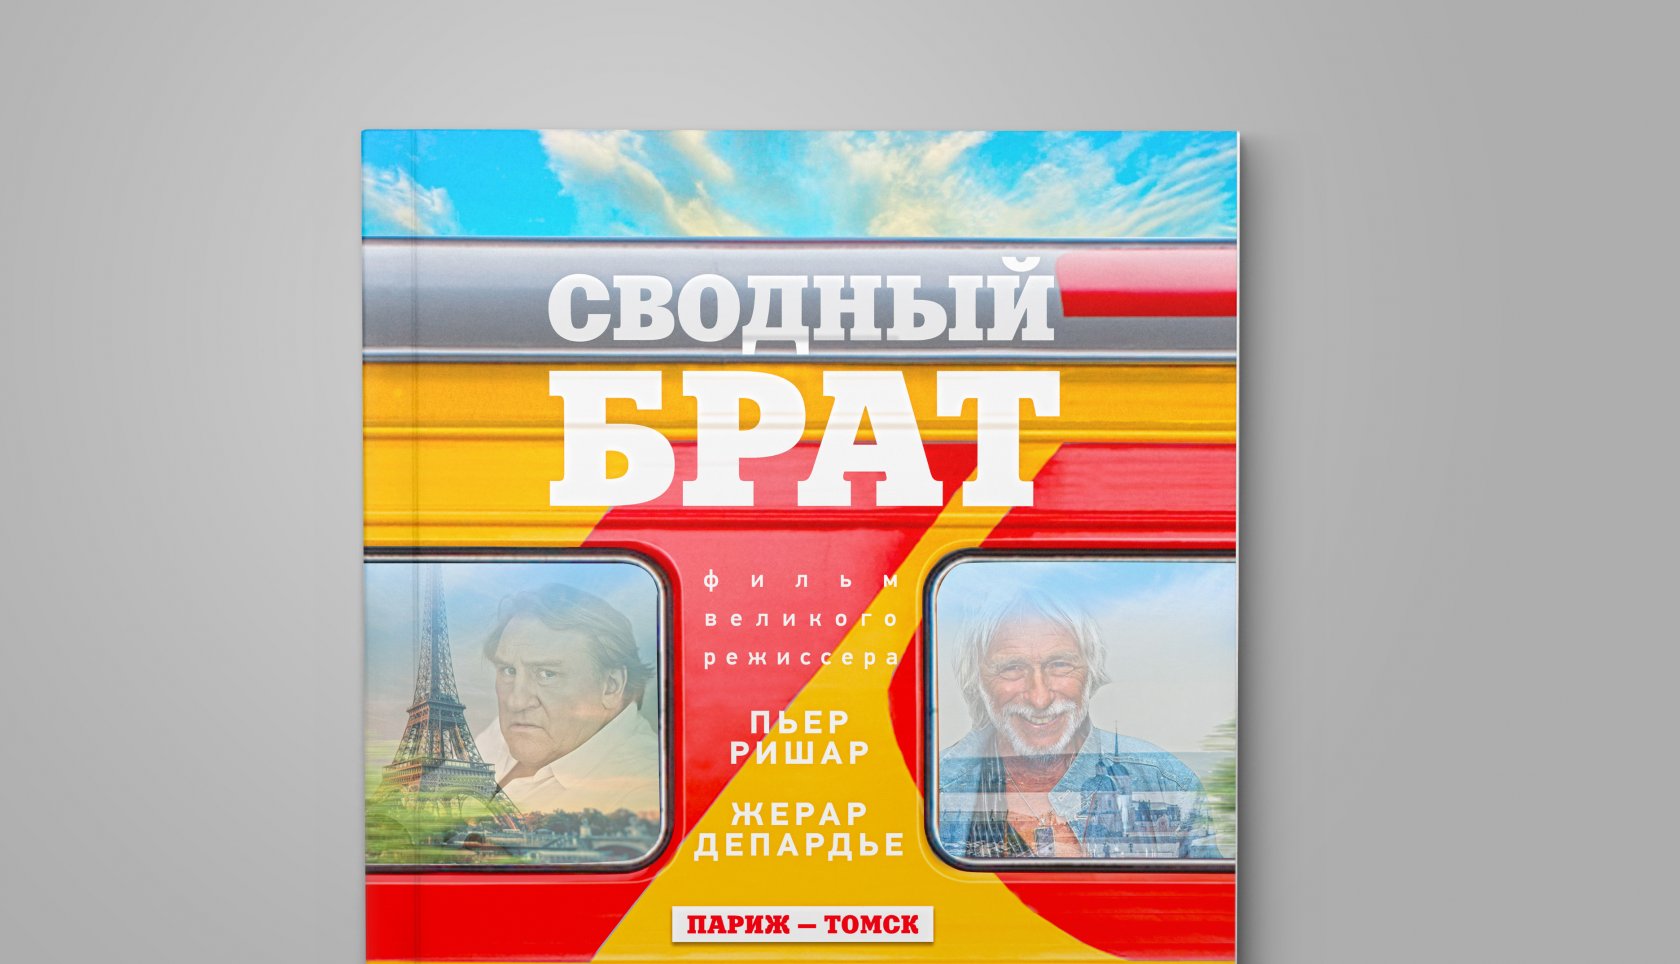 СВОДНЫЙ
БРАТ
фильм
великого
режиссера
ПЬЕР
РИШАР
ЖЕРАР
ДЕПАРДЬЕ
ПАРИЖ – ТОМСК